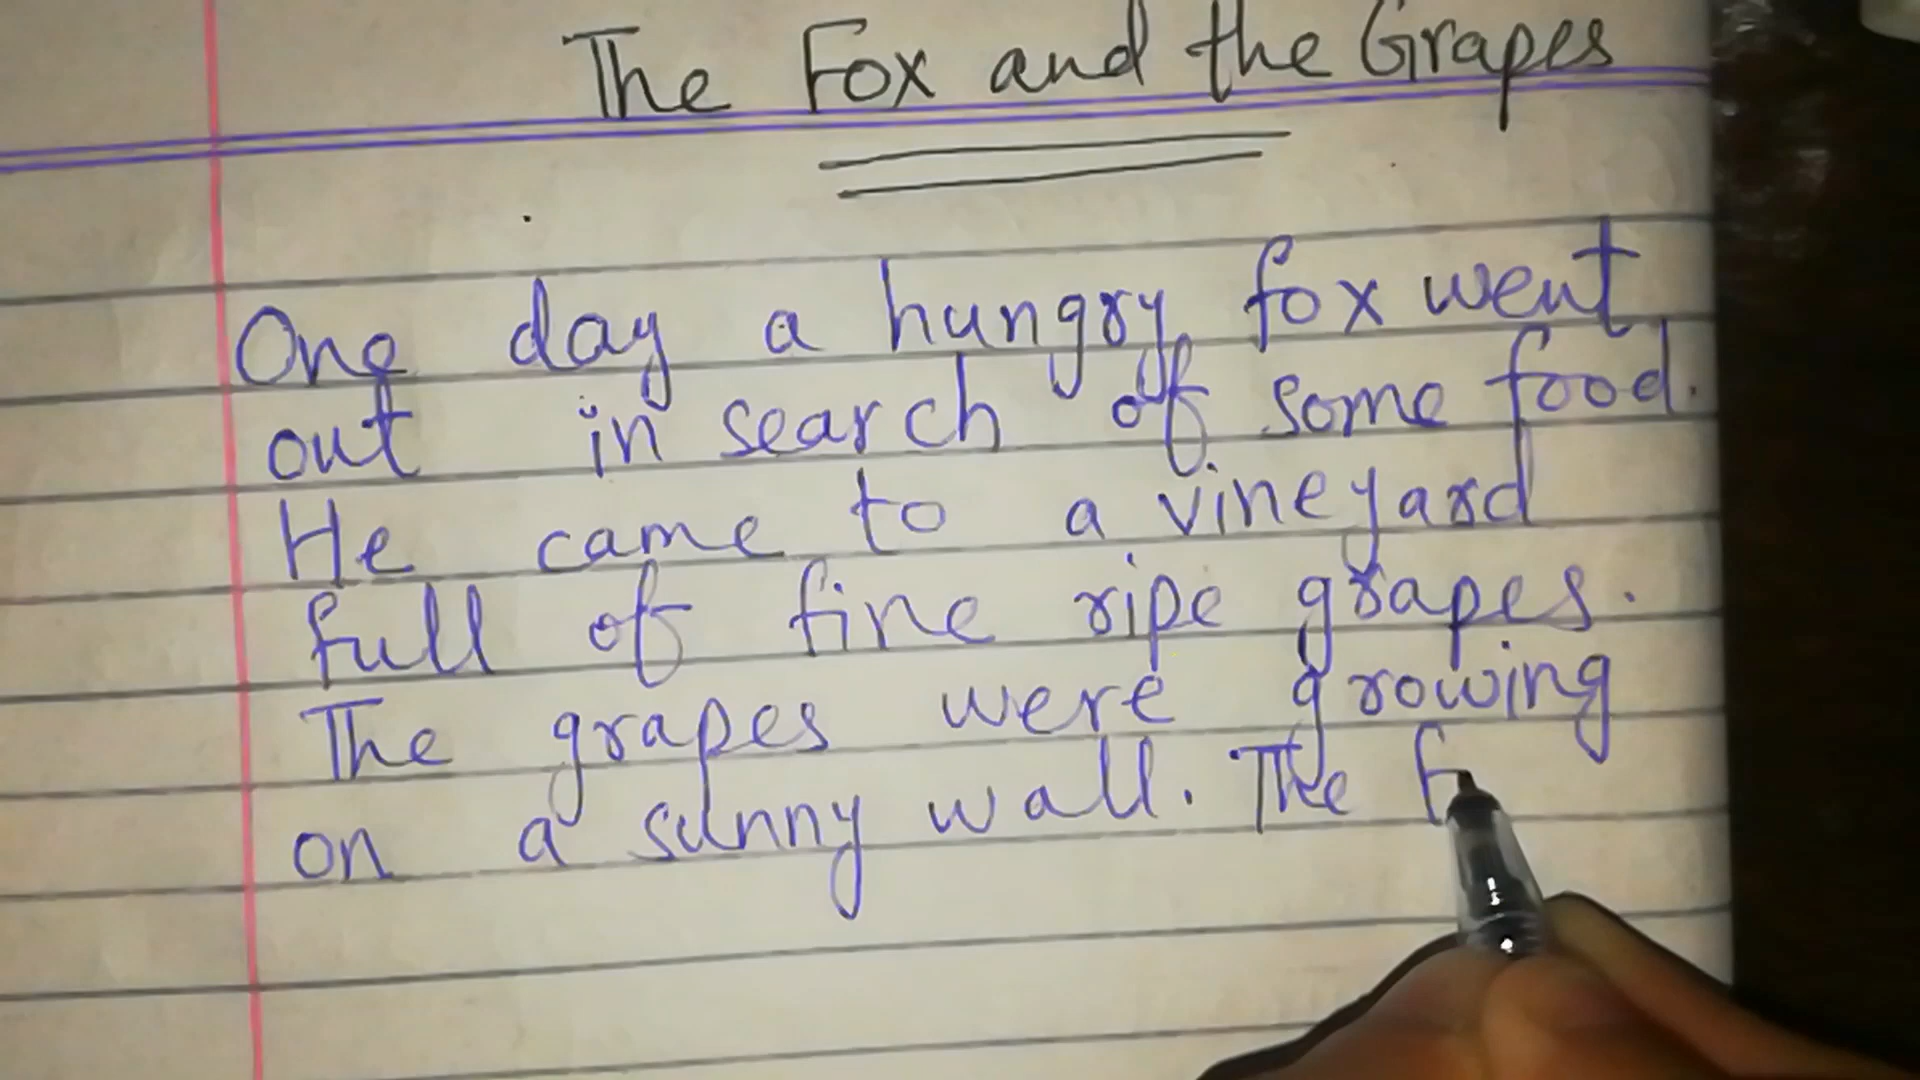 The Fox and the Grapes
One day a hungry fox went
out in search of some food.
He came to a vineyard
full of fine ripe grapes.
The grapes were growing
on a sunny wall. The f